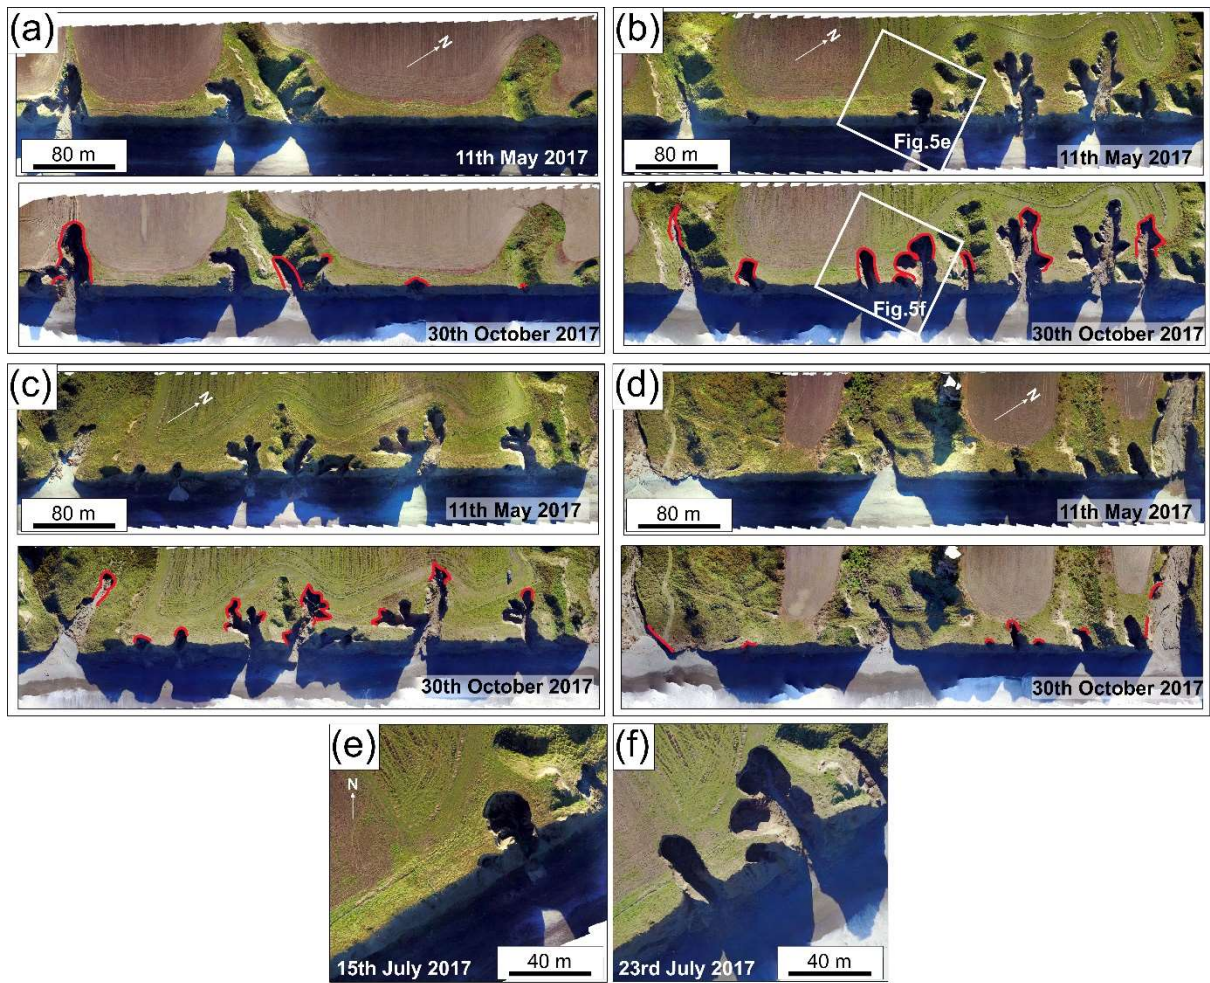 (a)
N
80 m
11th May 2017
30th October 2017
(b)
N
Fig.5e
80 m
11th May 2017
Fig.5f
30th October 2017
(c)
N
80 m
11th May 2017
30th October 2017
(d)
N
80 m
11th May 2017
30th October 2017
(e)
N
15th July 2017
40 m
(f)
23rd July 2017
40 m